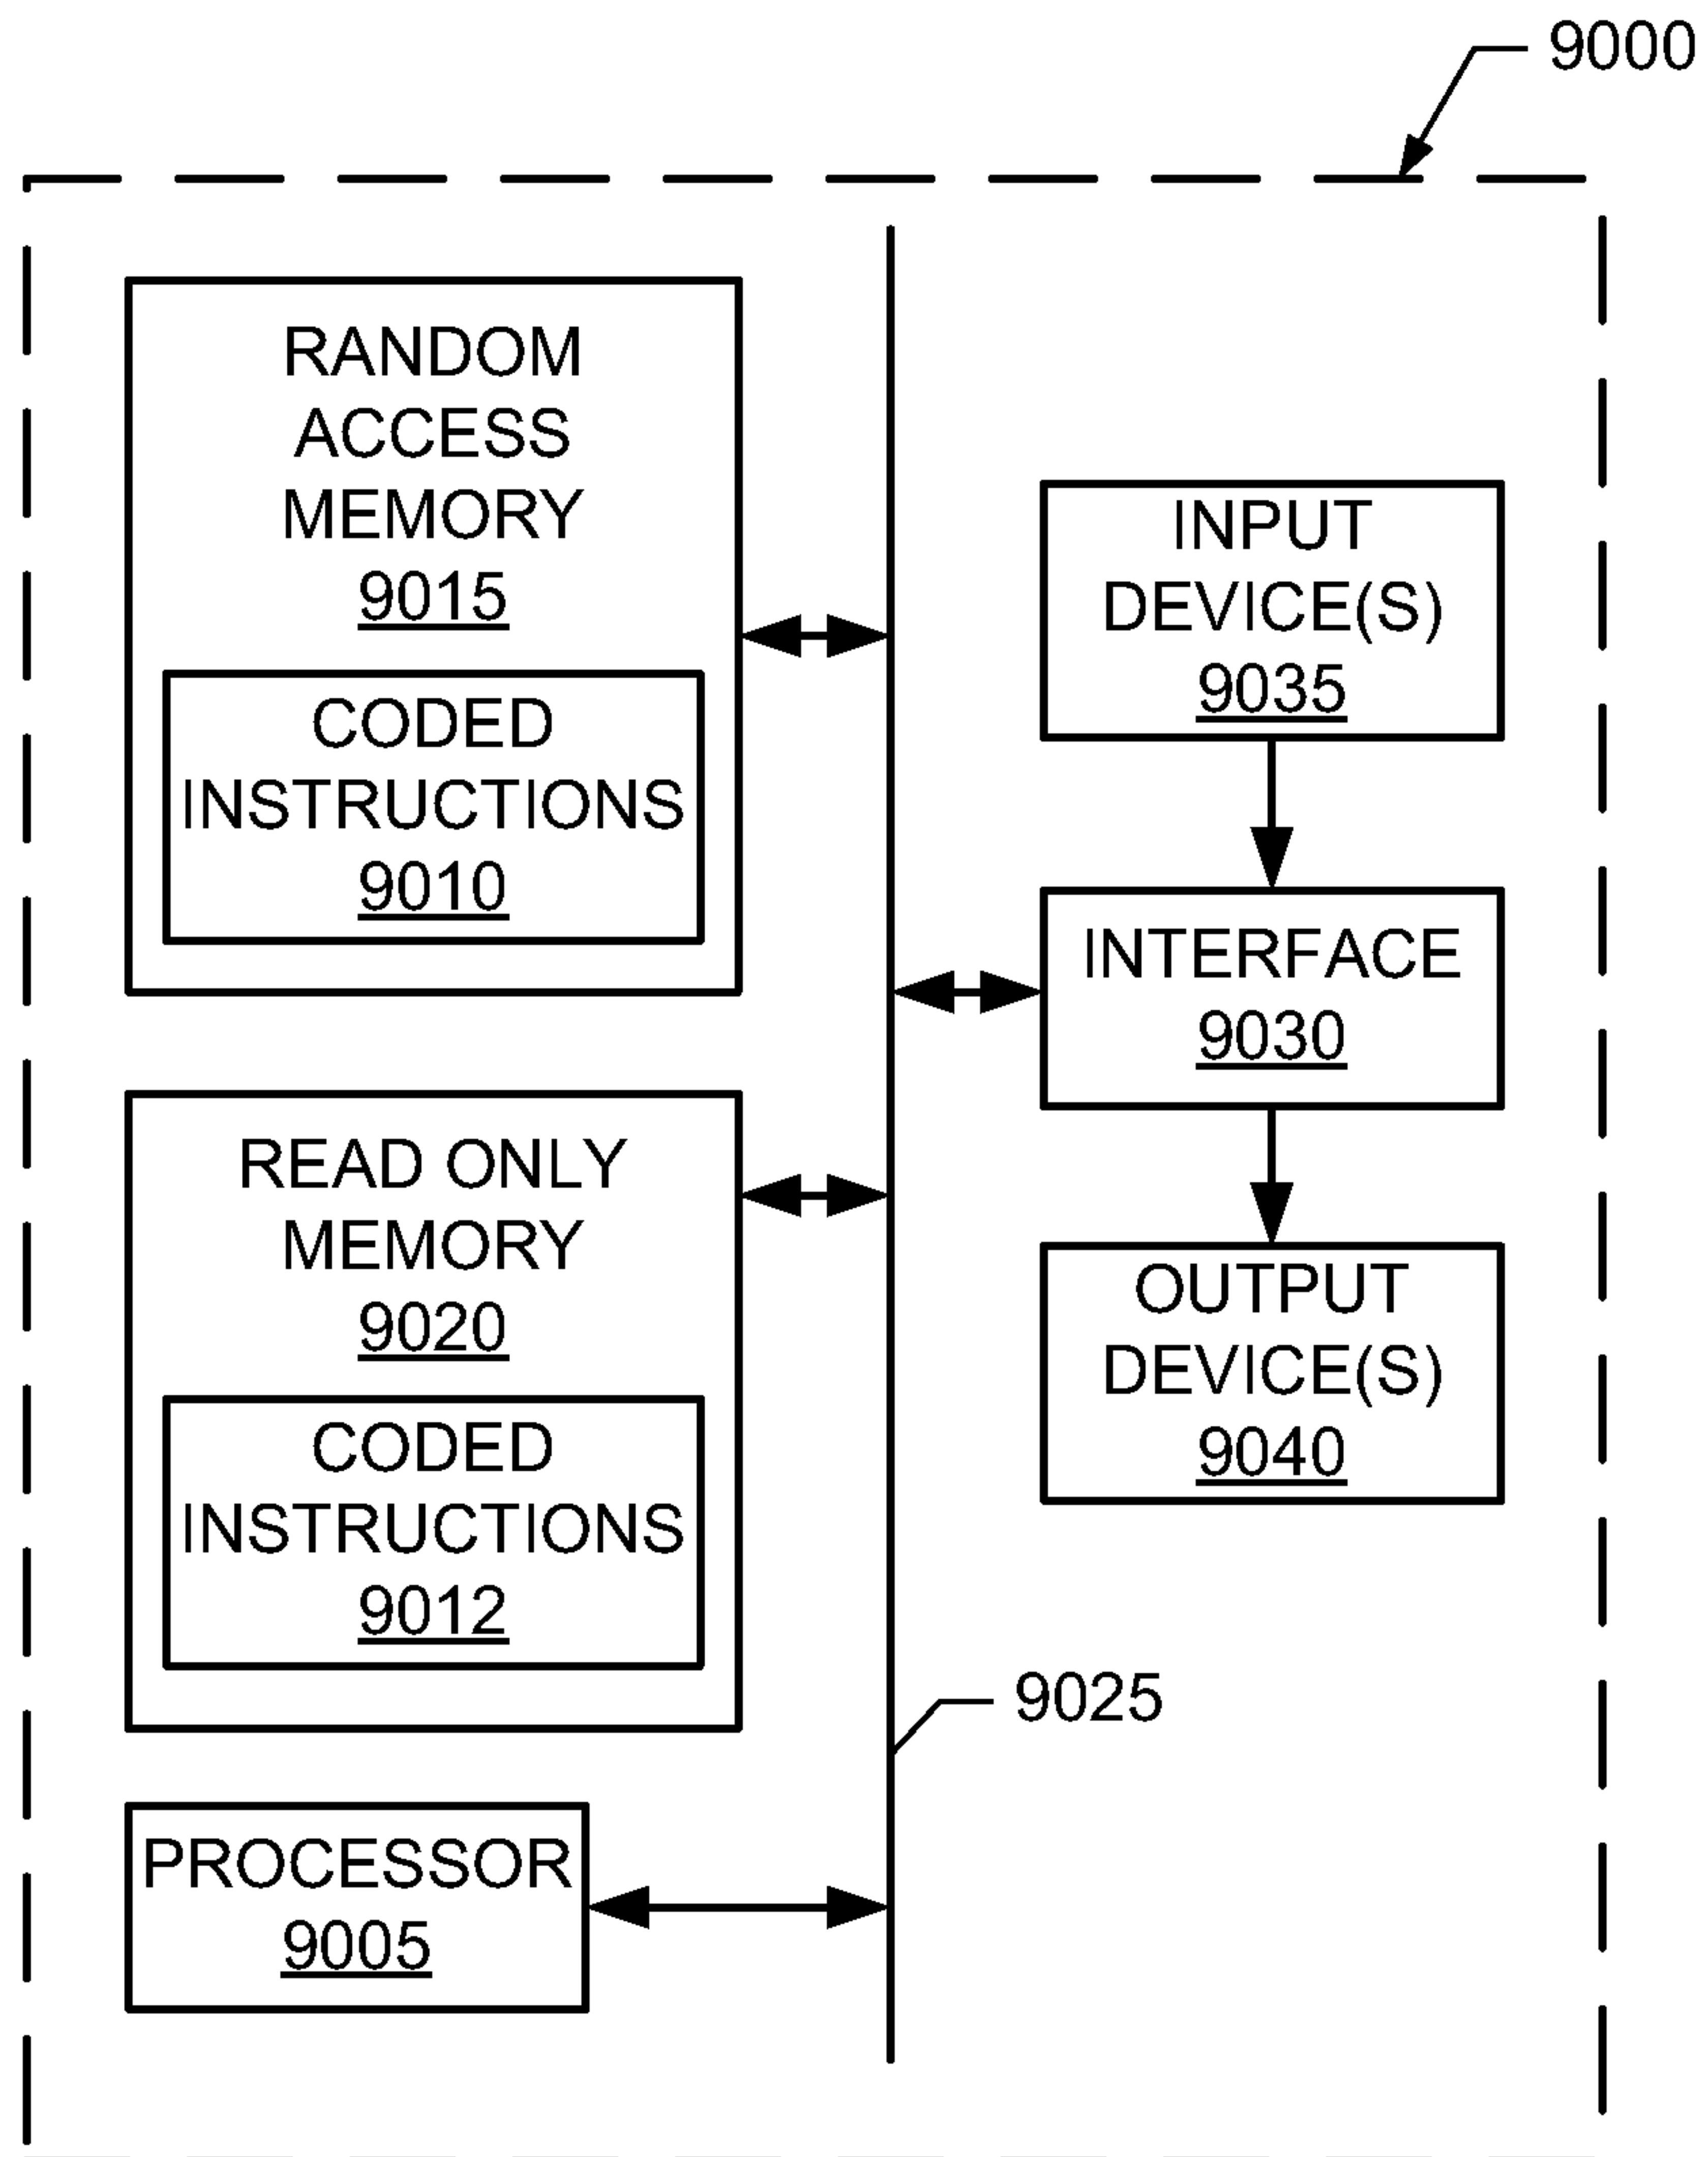 9000
RANDOM
ACCESS
MEMORY
9015
CODED
INSTRUCTIONS
9010
READ ONLY
MEMORY
9020
CODED
INSTRUCTIONS
9012
PROCESSOR
9005
INPUT
DEVICE(S)
9035
INTERFACE
9030
OUTPUT
DEVICE(S)
9040
9025